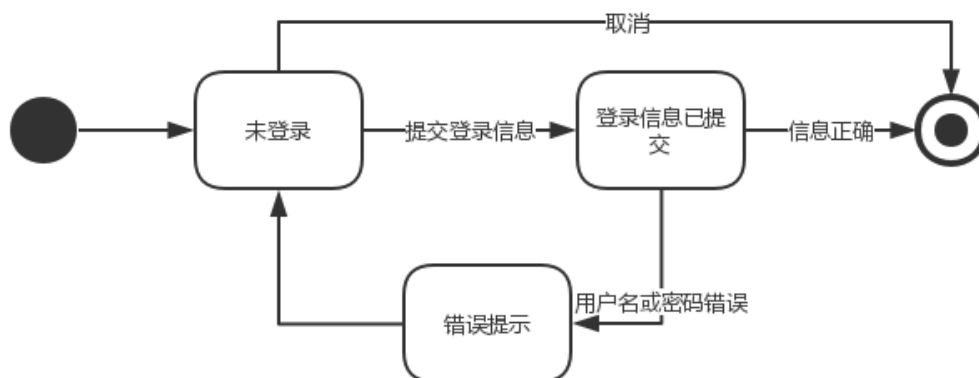 取消
未登录
提交登录信息
登录信息已提
交
信息正确
用户名或密码错误
错误提示